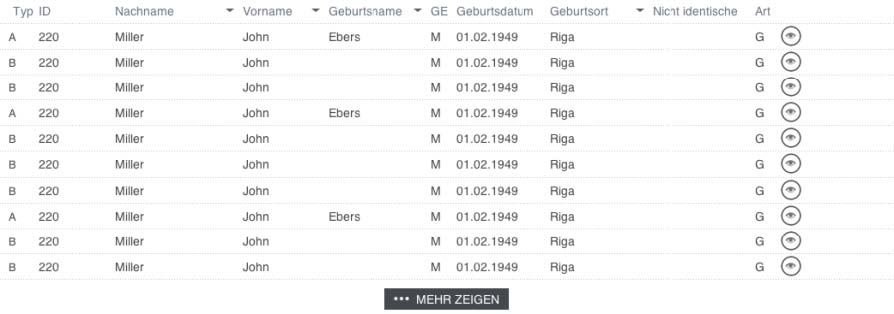 Typ ID Nachname Vorname Geburtsname GE Geburtsdatum Geburtsort Nicht identische Art
A 220 Miller John Ebers M 01.02.1949 Riga G
B 220 Miller John M 01.02.1949 Riga G
B 220 Miller John M 01.02.1949 Riga G
A 220 Miller John Ebers M 01.02.1949 Riga G
B 220 Miller John M 01.02.1949 Riga G
B 220 Miller John M 01.02.1949 Riga G
B 220 Miller John M 01.02.1949 Riga G
A 220 Miller John Ebers M 01.02.1949 Riga G
B 220 Miller John M 01.02.1949 Riga G
B 220 Miller John M 01.02.1949 Riga G
••• MEHR ZEIGEN